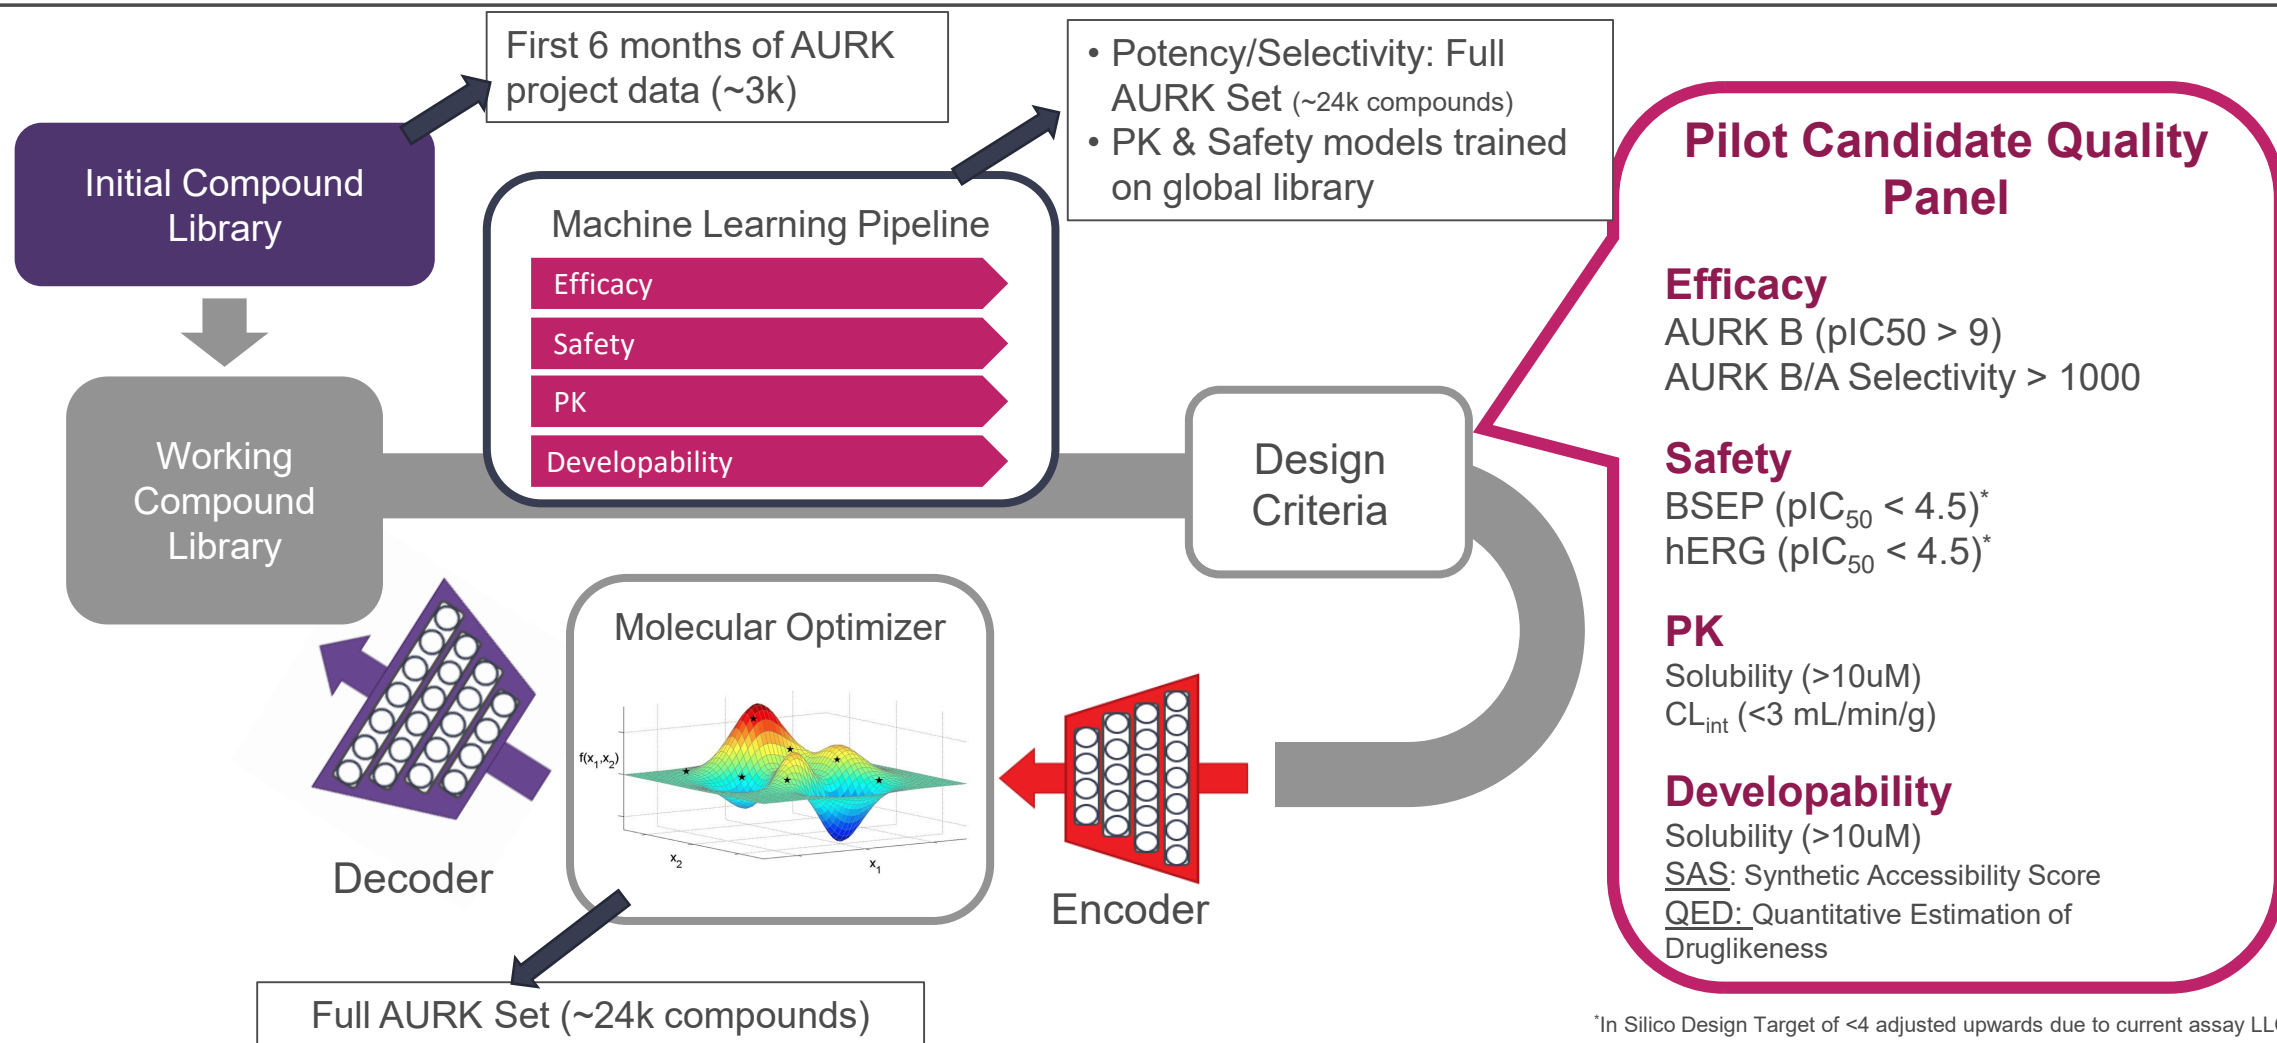 First 6 months of AURK
project data (~3k)
• Potency/Selectivity: Full
AURK Set (~24k compounds)
• PK & Safety models trained
on global library
Initial Compound
Library
Machine Learning Pipeline
Efficacy
Safety
PK
Developability
Working
Compound
Library
Design
Criteria
Molecular Optimizer
f(x₁,x₂)
x₂
x₁
Decoder
Encoder
Full AURK Set (~24k compounds)
Pilot Candidate Quality
Panel
Efficacy
AURK B (pIC50 > 9)
AURK B/A Selectivity > 1000
Safety
BSEP (pIC₅₀ < 4.5)*
hERG (pIC₅₀ < 4.5)*
PK
Solubility (>10uM)
CLint (<3 mL/min/g)
Developability
Solubility (>10uM)
SAS: Synthetic Accessibility Score
QED: Quantitative Estimation of
Druglikeness
*In Silico Design Target of <4 adjusted upwards due to current assay